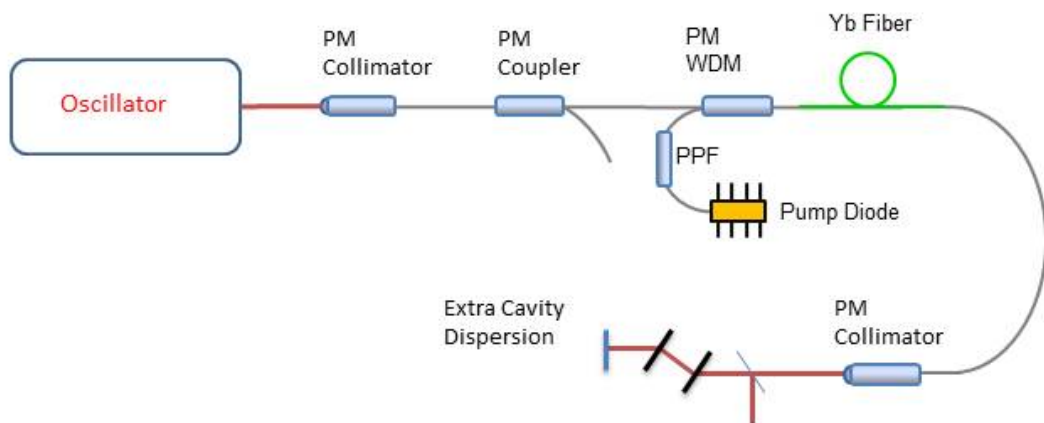 Yb Fiber
PM
Collimator
PM
Coupler
PM
WDM
Oscillator
PPF
Pump Diode
Extra Cavity
Dispersion
PM
Collimator